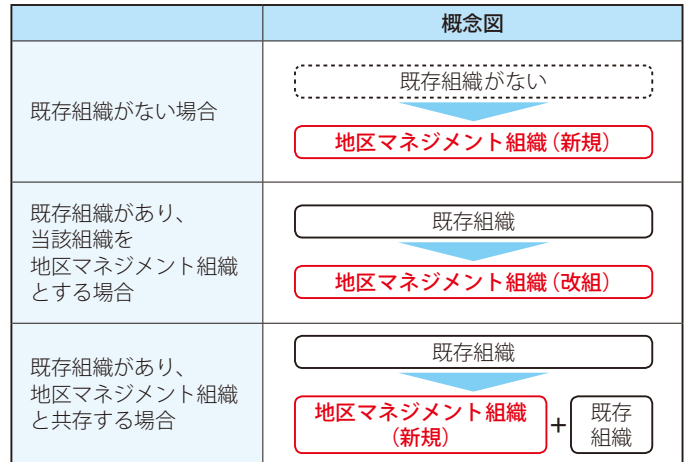 概念図
既存組織がない場合
既存組織がない
地区マネジメント組織（新規）
既存組織があり、
当該組織を
地区マネジメント組織
とする場合
既存組織
地区マネジメント組織（改組）
既存組織があり、
地区マネジメント組織
と共存する場合
既存組織
地区マネジメント組織
（新規）
+
既存
組織